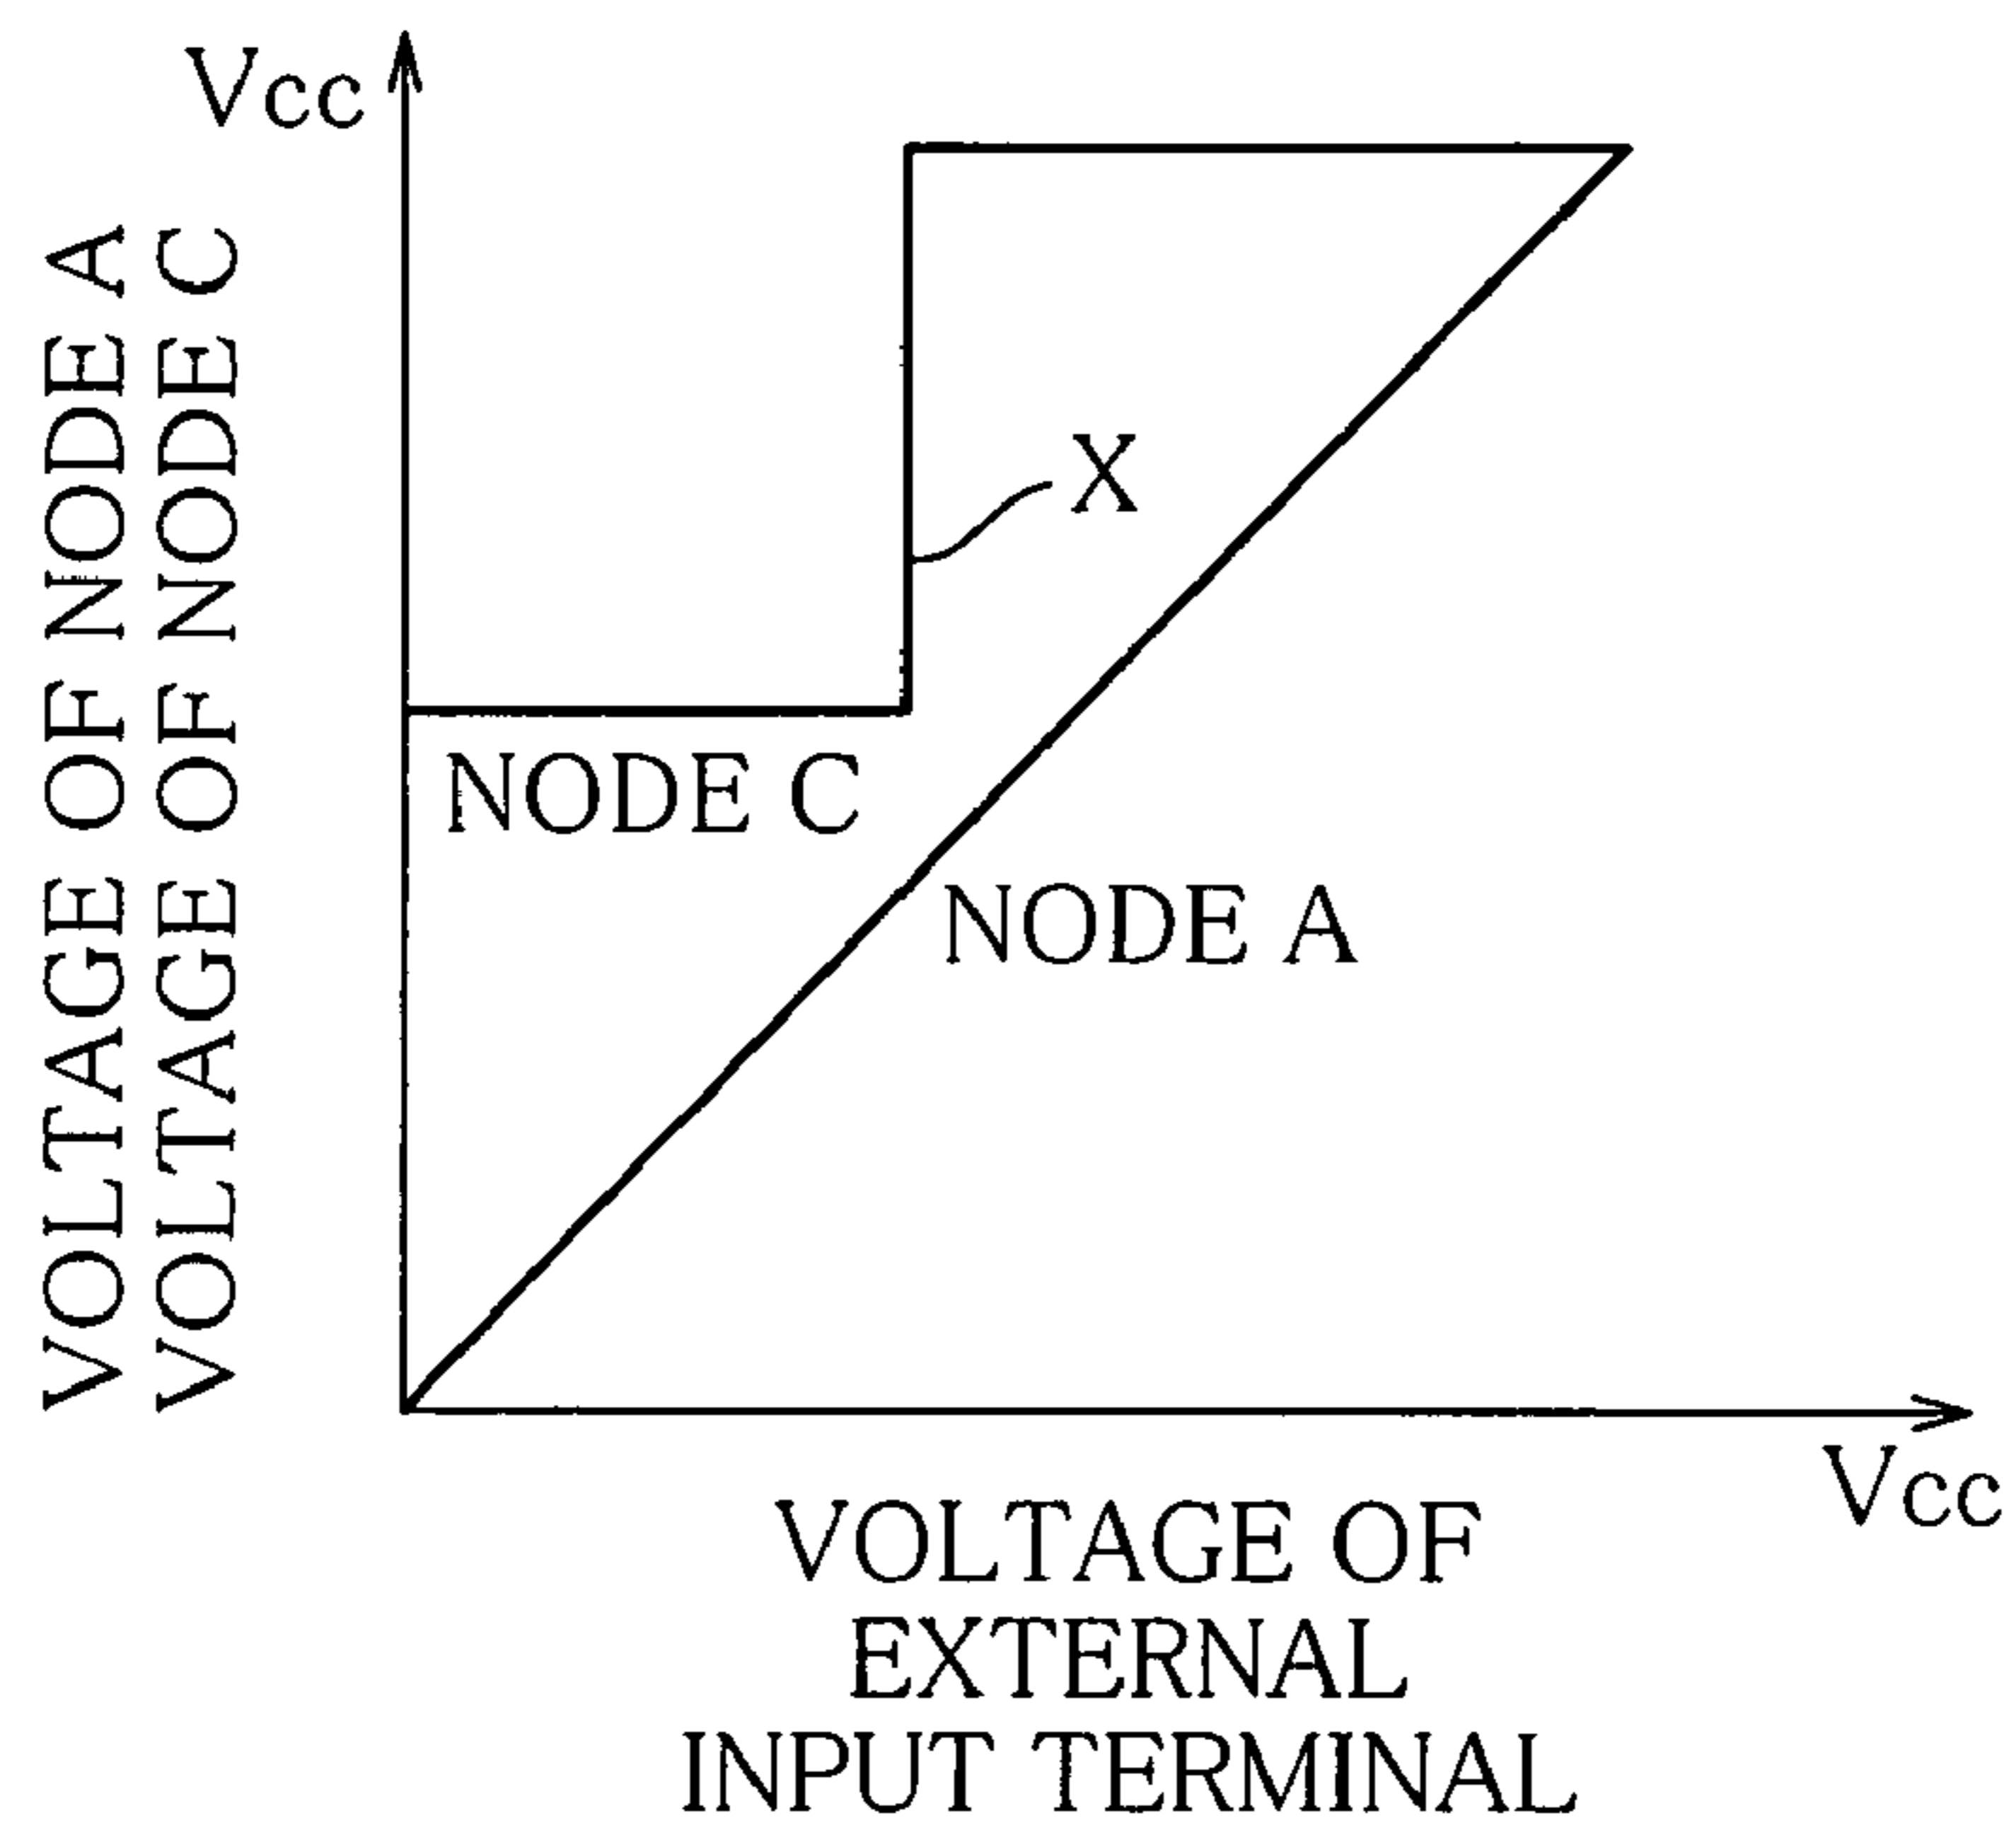 Vcc
VOLTAGE OF NODE A
VOLTAGE OF NODE C
X
NODE C
NODE A
Vcc
VOLTAGE OF
EXTERNAL
INPUT TERMINAL